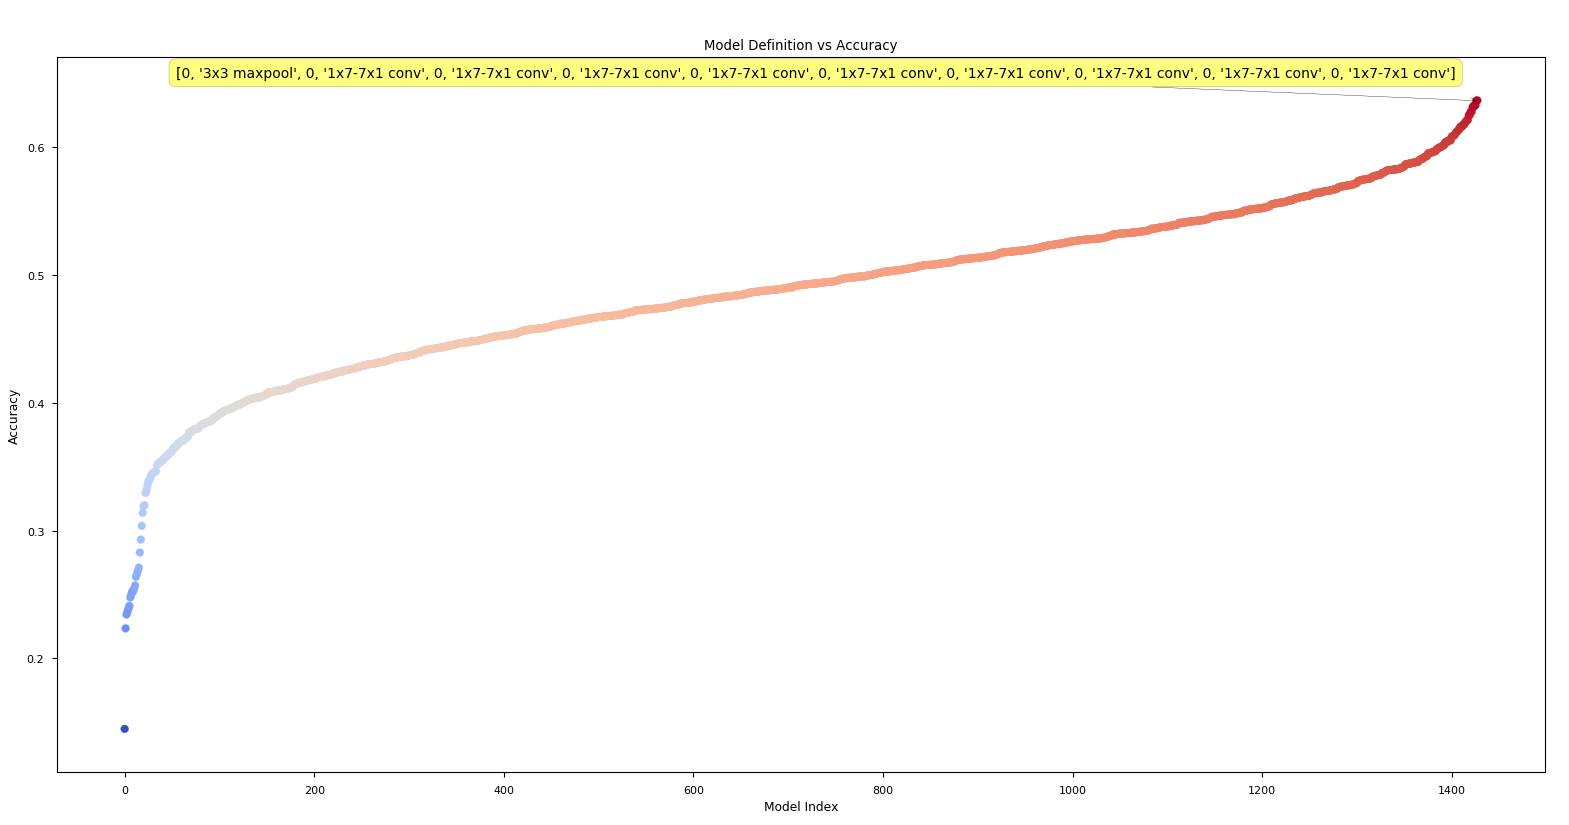 Model Definition vs Accuracy
[0, '3x3 maxpool', 0, '1x7-7x1 conv', 0, '1x7-7x1 conv', 0, '1x7-7x1 conv', 0, '1x7-7x1 conv', 0, '1x7-7x1 conv', 0, '1x7-7x1 conv', 0, '1x7-7x1 conv', 0, '1x7-7x1 conv', 0, '1x7-7x1 conv']
0.6
0.5
0.4
0.3
0.2
Accuracy
0 200 400 600 800 1000 1200 1400
Model Index